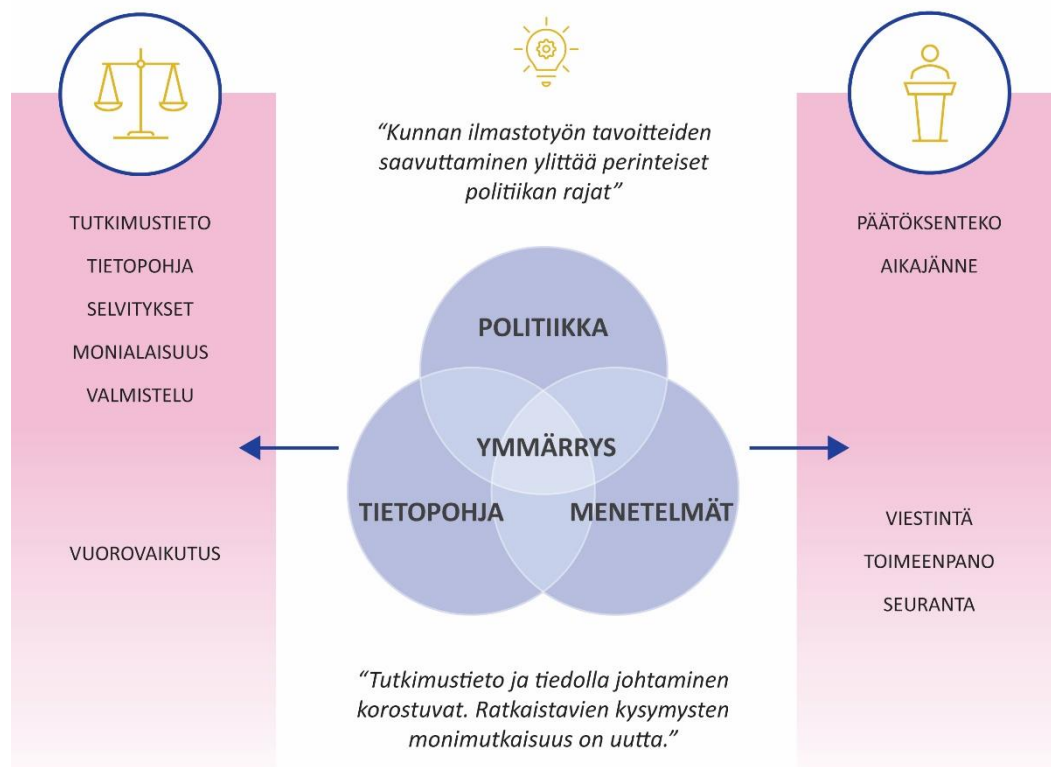 “Kunnan ilmastotyön tavoitteiden
saavuttaminen ylittää perinteiset
politiikan rajat”
TUTKIMUSTIETO
TIETOPOHJA
SELVITYKSET
MONIALAISUUS
VALMISTELU
VUOROVAIKUTUS
POLITIIKKA
YMMÄRRYS
TIETOPOHJA
MENETELMÄT
PÄÄTÖKSENTEKO
AIKAJÄNNE
VIESTINTÄ
TOIMEENPANO
SEURANTA
“Tutkimustieto ja tiedolla johtaminen
korostuvat. Ratkaistavien kysymysten
monimutkaisuus on uutta.”